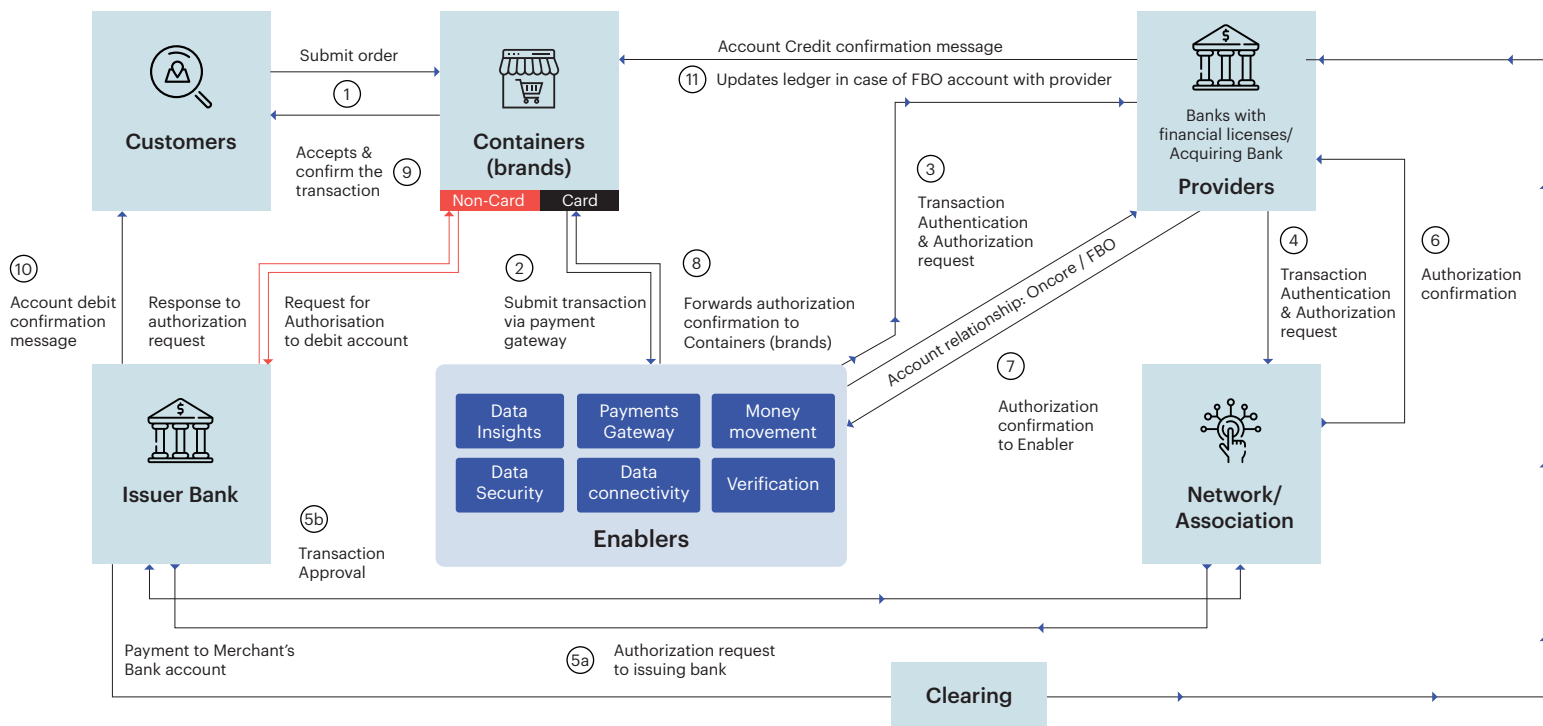 Submit order
1
Customers
Accepts &
confirm the
transaction
9
Containers
(brands)
Non-Card
Card
Account Credit confirmation message
11
Updates ledger in case of FBO account with provider
$
Banks with
financial licenses/
Acquiring Bank
Providers
3
Transaction
Authentication
& Authorization
request
4
Transaction
Authentication
& Authorization
request
6
Authorization
confirmation
10
Account debit
confirmation
message
Response to
authorization
request
Request for
Authorisation
to debit account
2
Submit transaction
via payment
gateway
8
Forwards authorization
confirmation to
Containers (brands)
Account relationship: Oncore / FBO
7
Authorization
confirmation
to Enabler
$
Issuer Bank
Data
Insights
Payments
Gateway
Money
movement
Data
Security
Data
connectivity
Verification
Enablers
Network/
Association
5b
Transaction
Approval
Payment to Merchant's
Bank account
5a
Authorization request
to issuing bank
Clearing